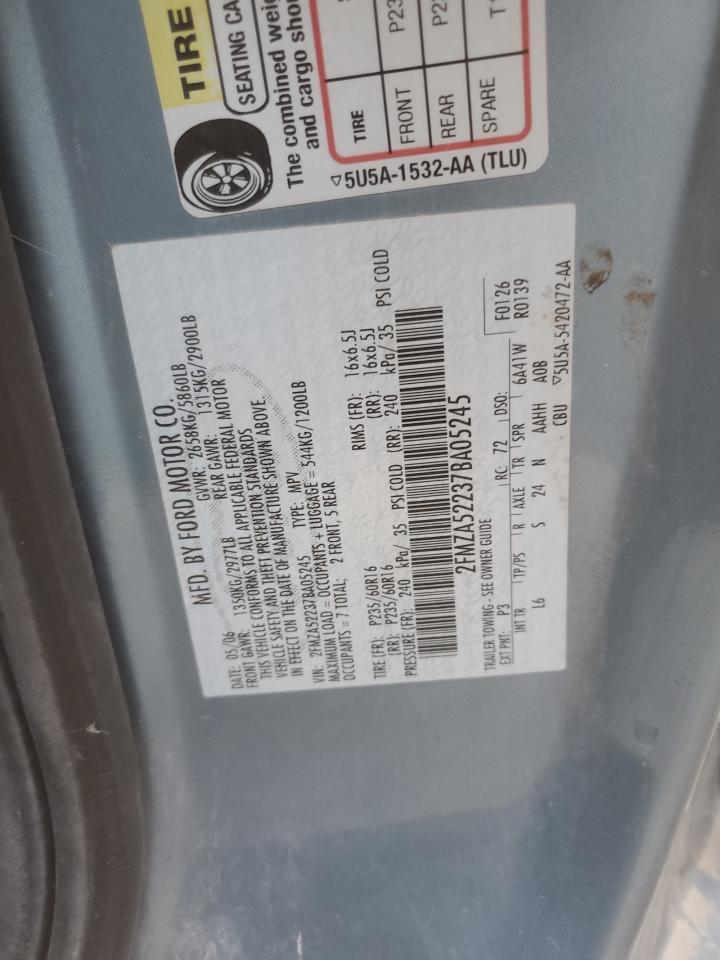 TIRE
SEATING CA
The combined weig
and cargo shou
TIRE
FRONT P23
REAR P2
SPARE T1
5U5A-1532-AA (TLU)
MFD. BY FORD MOTOR CO.
DATE: 05/06 GVWR: 2658KG/5860LB
FRONT GAWR: 1350KG/2977LB REAR GAWR: 1315KG/2900LB
THIS VEHICLE CONFORMS TO ALL APPLICABLE FEDERAL MOTOR
VEHICLE SAFETY AND THEFT PREVENTION STANDARDS
IN EFFECT ON THE DATE OF MANUFACTURE SHOWN ABOVE.
VIN: 2FMZA52237BA05245 TYPE: MPV
MAXIMUM LOAD = OCCUPANTS + LUGGAGE = 544KG/1200LB
OCCUPANTS = 7 TOTAL; 2 FRONT, 5 REAR
TIRE (FR): P235/60R16 RIMS (FR): 16x6.5J
(RR): P235/60R16 (RR): 16x6.5J
PRESSURE (FR): 240 kPa/ 35 PSI COLD (RR): 240 kPa/ 35 PSI COLD
2FMZA52237BA05245
TRAILER TOWING - SEE OWNER GUIDE F0126
EXT PNT: P3 RC: 72 DSO: R0139
INT TR TP/PS R AXLE TR SPR 6A41W
L6 S 24 N AAHH A0B
CBU 5U5A-5420472-AA